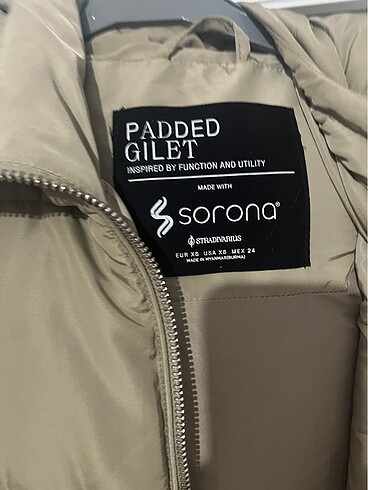 PADDED
GILET
INSPIRED BY FUNCTION AND UTILITY
MADE WITH
sorona®
STRADIVARIUS
EUR XS USA XS MEX 24
MADE IN MYANMAR(BURMA)